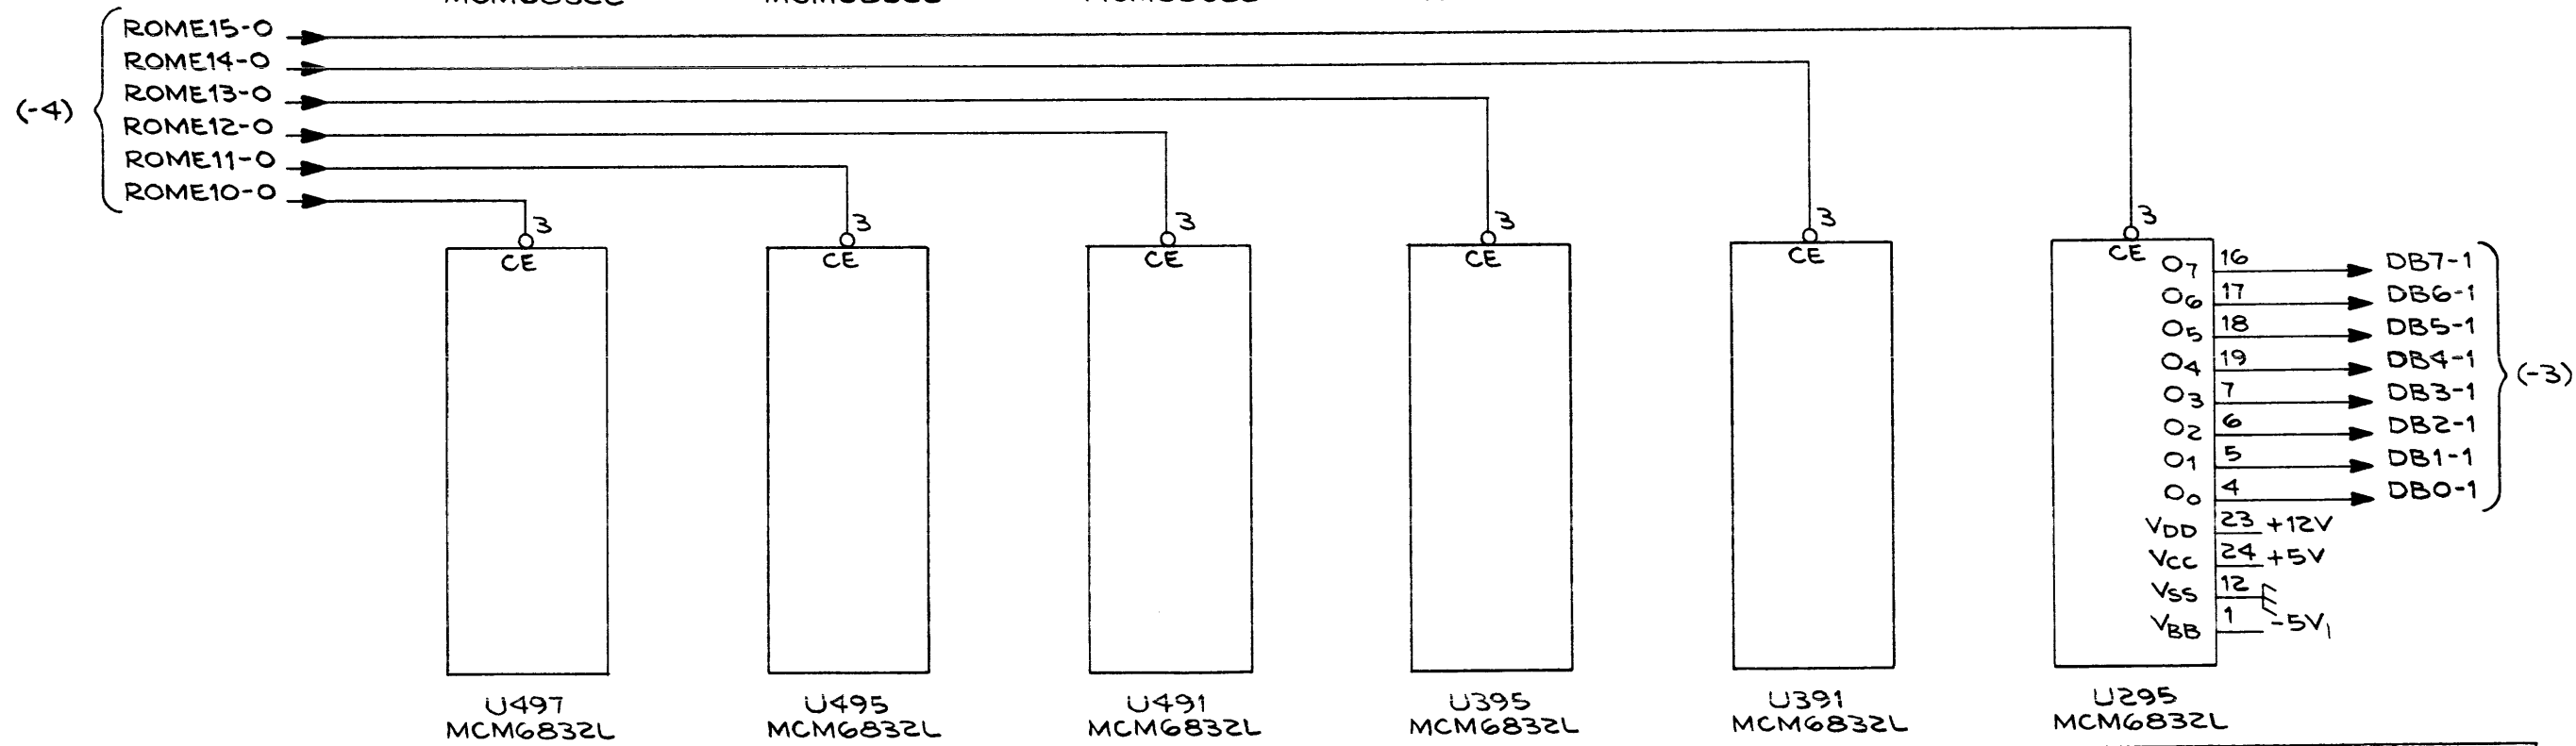 MCM6832L
MCM6832L
ROME15-0
ROME14-0
ROME13-0
ROME12-0
ROME11-0
ROME10-0
(-4)
3
3
3
3
3
3
CE
CE
CE
CE
CE
CE
O7 16 DB7-1
O6 17 DB6-1
O5 18 DB5-1
O4 19 DB4-1
O3 7 DB3-1
O2 6 DB2-1
O1 5 DB1-1
O0 4 DB0-1
(-3)
VDD 23 +12V
VCC 24 +5V
VSS 12
VBB 1 -5V1
U497
MCM6832L
U495
MCM6832L
U491
MCM6832L
U395
MCM6832L
U391
MCM6832L
U295
MCM6832L